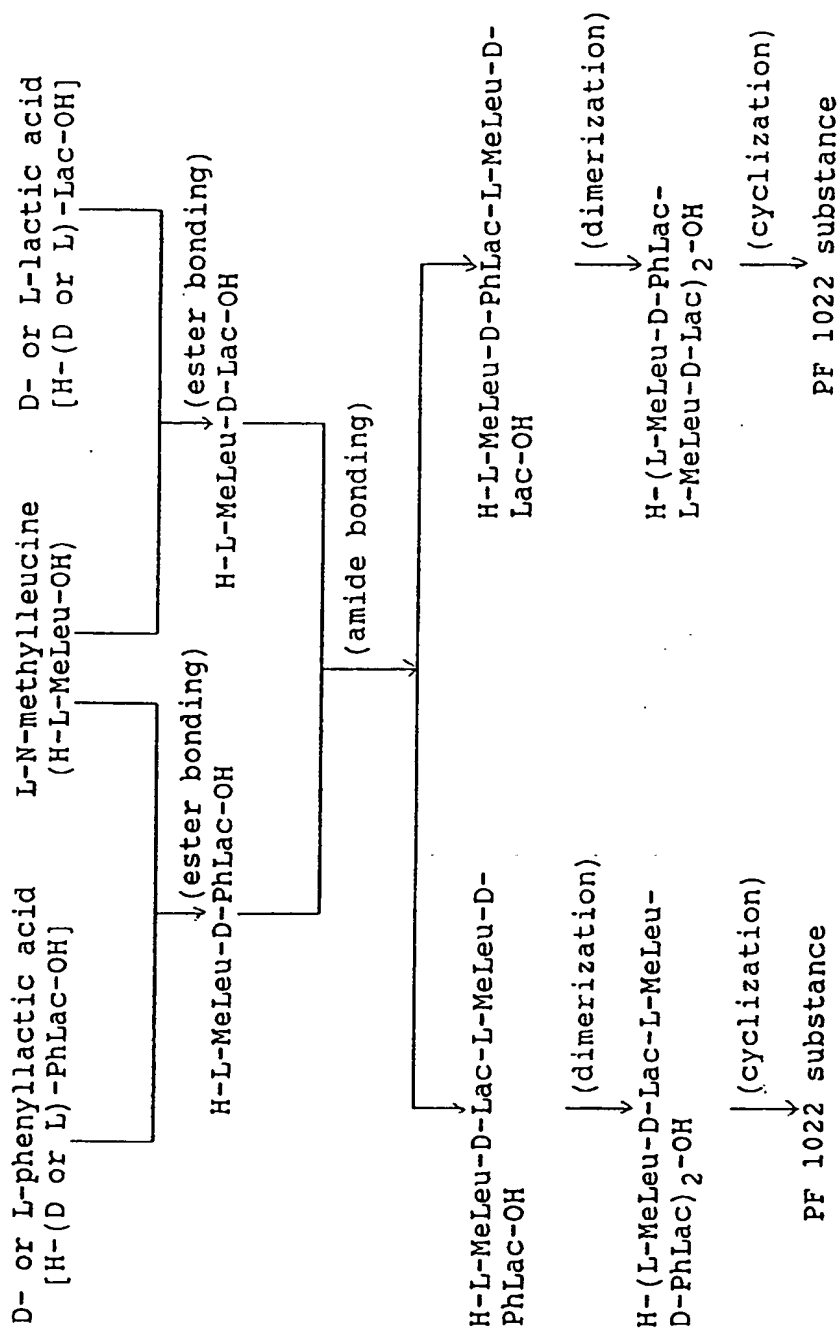 D- or L-phenyllactic acid
[H-(D or L)-PhLac-OH]
L-N-methylleucine
(H-L-MeLeu-OH)
D- or L-lactic acid
[H-(D or L)-Lac-OH]
(ester bonding)
H-L-MeLeu-D-PhLac-OH
(ester bonding)
H-L-MeLeu-D-Lac-OH
(amide bonding)
H-L-MeLeu-D-Lac-L-MeLeu-D-
PhLac-OH
(dimerization)
H-(L-MeLeu-D-Lac-L-MeLeu-
D-PhLac)2-OH
(cyclization)
PF 1022 substance
H-L-MeLeu-D-PhLac-L-MeLeu-D-
Lac-OH
(dimerization)
H-(L-MeLeu-D-PhLac-
L-MeLeu-D-Lac)2-OH
(cyclization)
PF 1022 substance